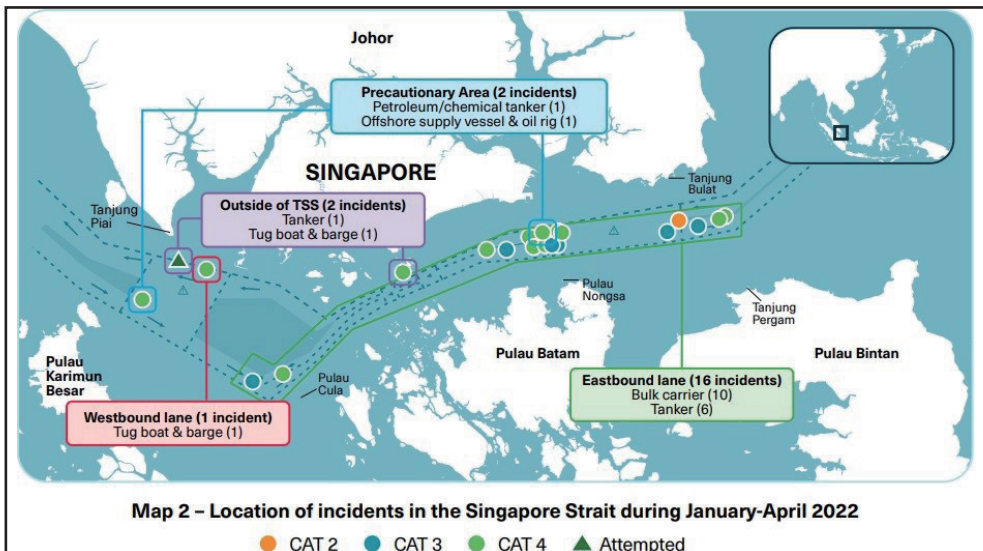 Johor
Precautionary Area (2 incidents)
Petroleum/chemical tanker (1)
Offshore supply vessel & oil rig (1)
SINGAPORE
Tanjung
Bulat
Tanjung
Piai
Outside of TSS (2 incidents)
Tanker (1)
Tug boat & barge (1)
Pulau
Nongsa
Tanjung
Pergam
Pulau
Karimun
Besar
Pulau
Cula
Pulau Batam
Pulau Bintan
Westbound lane (1 incident)
Tug boat & barge (1)
Eastbound lane (16 incidents)
Bulk carrier (10)
Tanker (6)
Map 2 – Location of incidents in the Singapore Strait during January-April 2022
CAT 2 CAT 3 CAT 4 Attempted